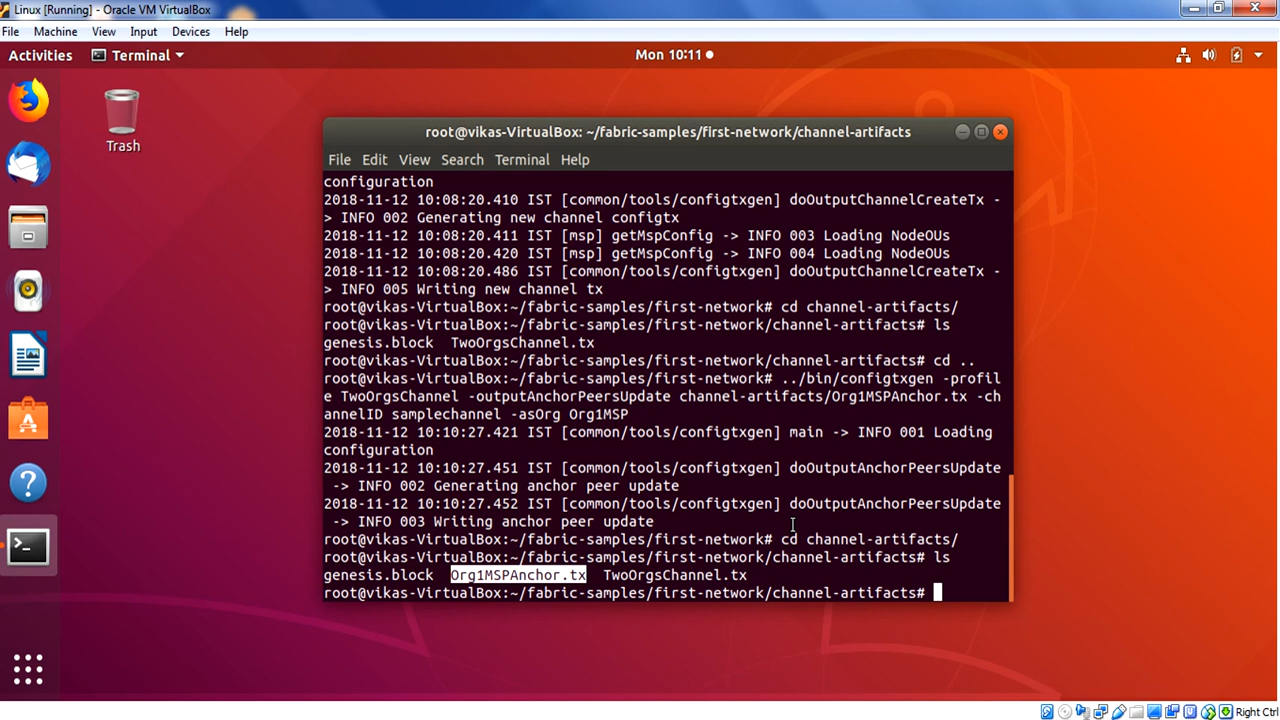 Linux [Running] - Oracle VM VirtualBox
File Machine View Input Devices Help
Activities Terminal Mon 10:11
Trash
root@vikas-VirtualBox: ~/fabric-samples/first-network/channel-artifacts
File Edit View Search Terminal Help
configuration
2018-11-12 10:08:20.410 IST [common/tools/configtxgen] doOutputChannelCreateTx -
> INFO 002 Generating new channel configtx
2018-11-12 10:08:20.411 IST [msp] getMspConfig -> INFO 003 Loading NodeOUs
2018-11-12 10:08:20.420 IST [msp] getMspConfig -> INFO 004 Loading NodeOUs
2018-11-12 10:08:20.486 IST [common/tools/configtxgen] doOutputChannelCreateTx -
> INFO 005 Writing new channel tx
root@vikas-VirtualBox:~/fabric-samples/first-network# cd channel-artifacts/
root@vikas-VirtualBox:~/fabric-samples/first-network/channel-artifacts# ls
genesis.block TwoOrgsChannel.tx
root@vikas-VirtualBox:~/fabric-samples/first-network/channel-artifacts# cd ..
root@vikas-VirtualBox:~/fabric-samples/first-network# ../bin/configtxgen -profil
e TwoOrgsChannel -outputAnchorPeersUpdate channel-artifacts/Org1MSPAnchor.tx -ch
annelID samplechannel -asOrg Org1MSP
2018-11-12 10:10:27.421 IST [common/tools/configtxgen] main -> INFO 001 Loading
configuration
2018-11-12 10:10:27.451 IST [common/tools/configtxgen] doOutputAnchorPeersUpdate
-> INFO 002 Generating anchor peer update
2018-11-12 10:10:27.452 IST [common/tools/configtxgen] doOutputAnchorPeersUpdate
-> INFO 003 Writing anchor peer update
root@vikas-VirtualBox:~/fabric-samples/first-network# cd channel-artifacts/
root@vikas-VirtualBox:~/fabric-samples/first-network/channel-artifacts# ls
genesis.block Org1MSPAnchor.tx TwoOrgsChannel.tx
root@vikas-VirtualBox:~/fabric-samples/first-network/channel-artifacts#
Right Ctrl